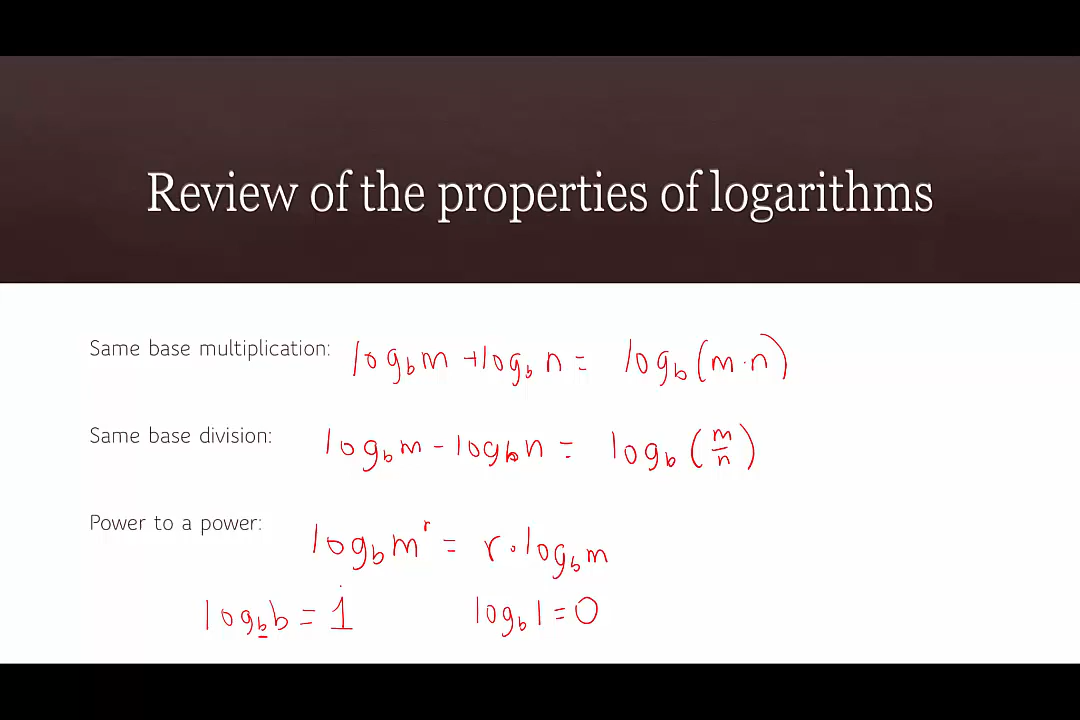 Review of the properties of logarithms
Same base multiplication: log_b m + log_b n = log_b (m · n)
Same base division: log_b m - log_b n = log_b (m/n)
Power to a power: log_b m^r = r · log_b m
log_b b = 1 log_b 1 = 0